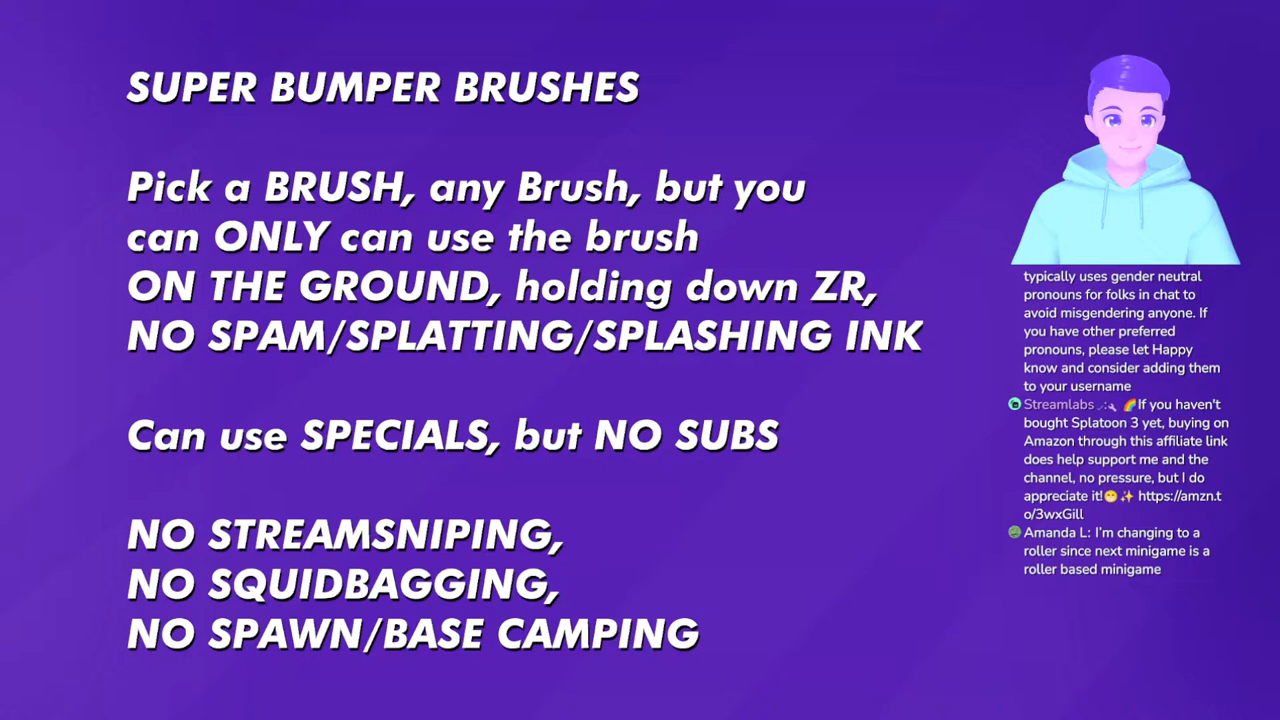 SUPER BUMPER BRUSHES
Pick a BRUSH, any Brush, but you
can ONLY can use the brush
ON THE GROUND, holding down ZR,
NO SPAM/SPLATTING/SPLASHING INK
Can use SPECIALS, but NO SUBS
NO STREAMSNIPING,
NO SQUIDBAGGING,
NO SPAWN/BASE CAMPING
typically uses gender neutral
pronouns for folks in chat to
avoid misgendering anyone. If
you have other preferred
pronouns, please let Happy
know and consider adding them
to your username
Streamlabs 🌈If you haven't
bought Splatoon 3 yet, buying on
Amazon through this affiliate link
does help support me and the
channel, no pressure, but I do
appreciate it!😁✨ https://amzn.t
o/3wxGill
Amanda L: I'm changing to a
roller since next minigame is a
roller based minigame